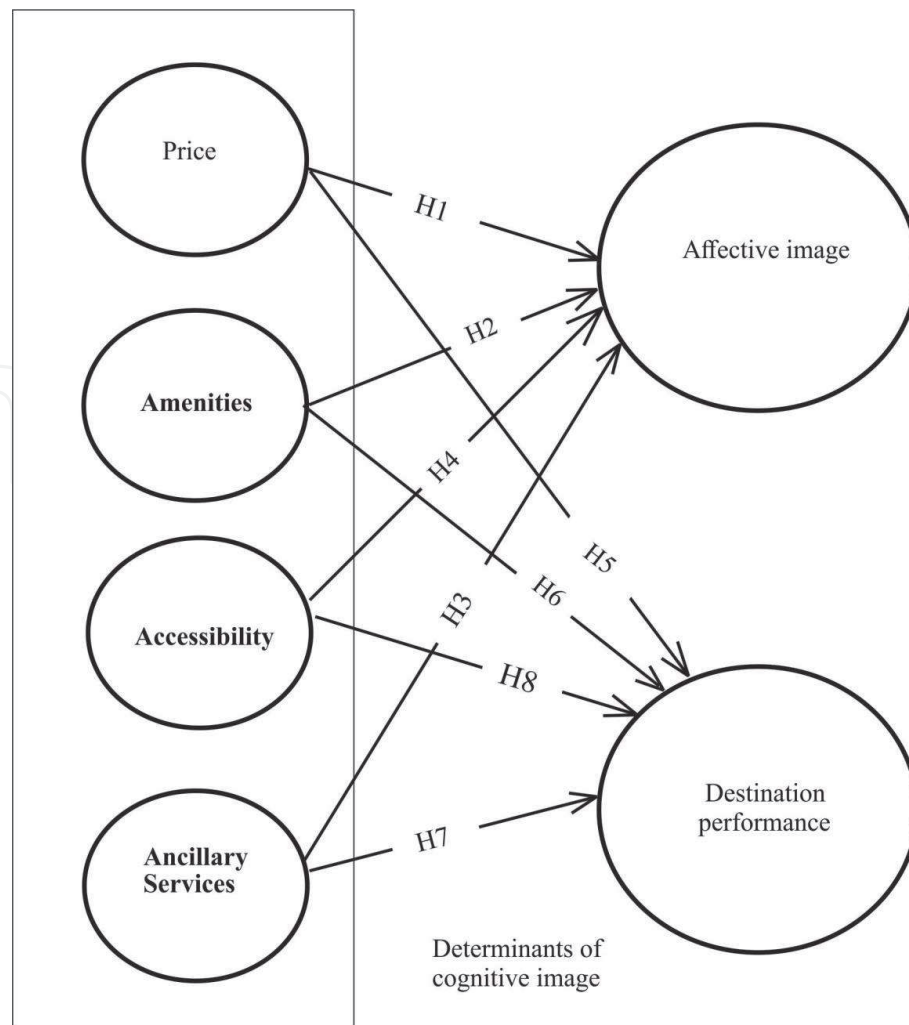 Price
H1
Affective image
H2
Amenities
H4
H5
H6
H3
Accessibility
H8
Destination
performance
H7
Ancillary
Services
Determinants of
cognitive image